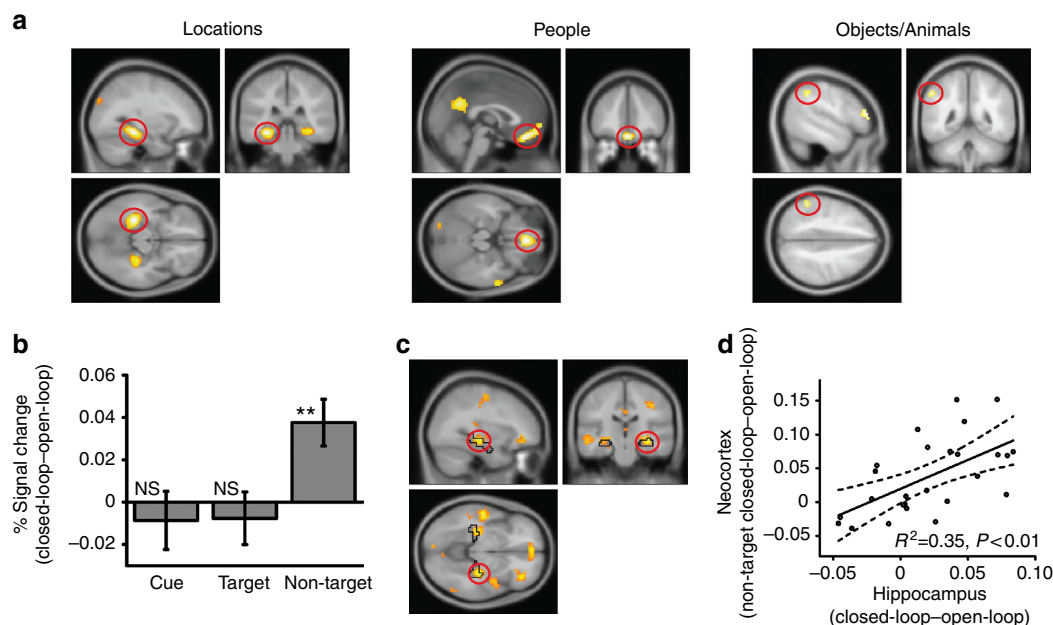 a
Locations
People
Objects/Animals
b
% Signal change
(closed-loop–open-loop)
0.06
0.04
0.02
0
–0.02
NS
NS
**
Cue
Target
Non-target
c
d
Neocortex
(non-target closed-loop–open-loop)
0.15
0.10
0.05
0
–0.05
R²=0.35, P<0.01
–0.05
0
0.05
0.10
Hippocampus
(closed-loop–open-loop)